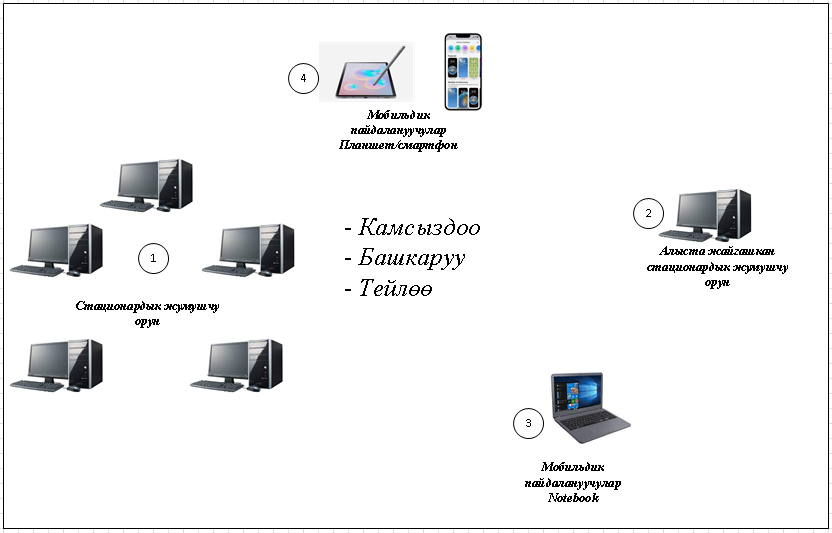 4
Мобильдик
пайдалануучулар
Планшет/смартфон
1
Стационардык жумушчу
орун
- Камсыздоо
- Башкаруу
- Тейлөө
2
Алыста жайгашкан
стационардык жумушчу
орун
3
Мобильдик
пайдалануучулар
Notebook